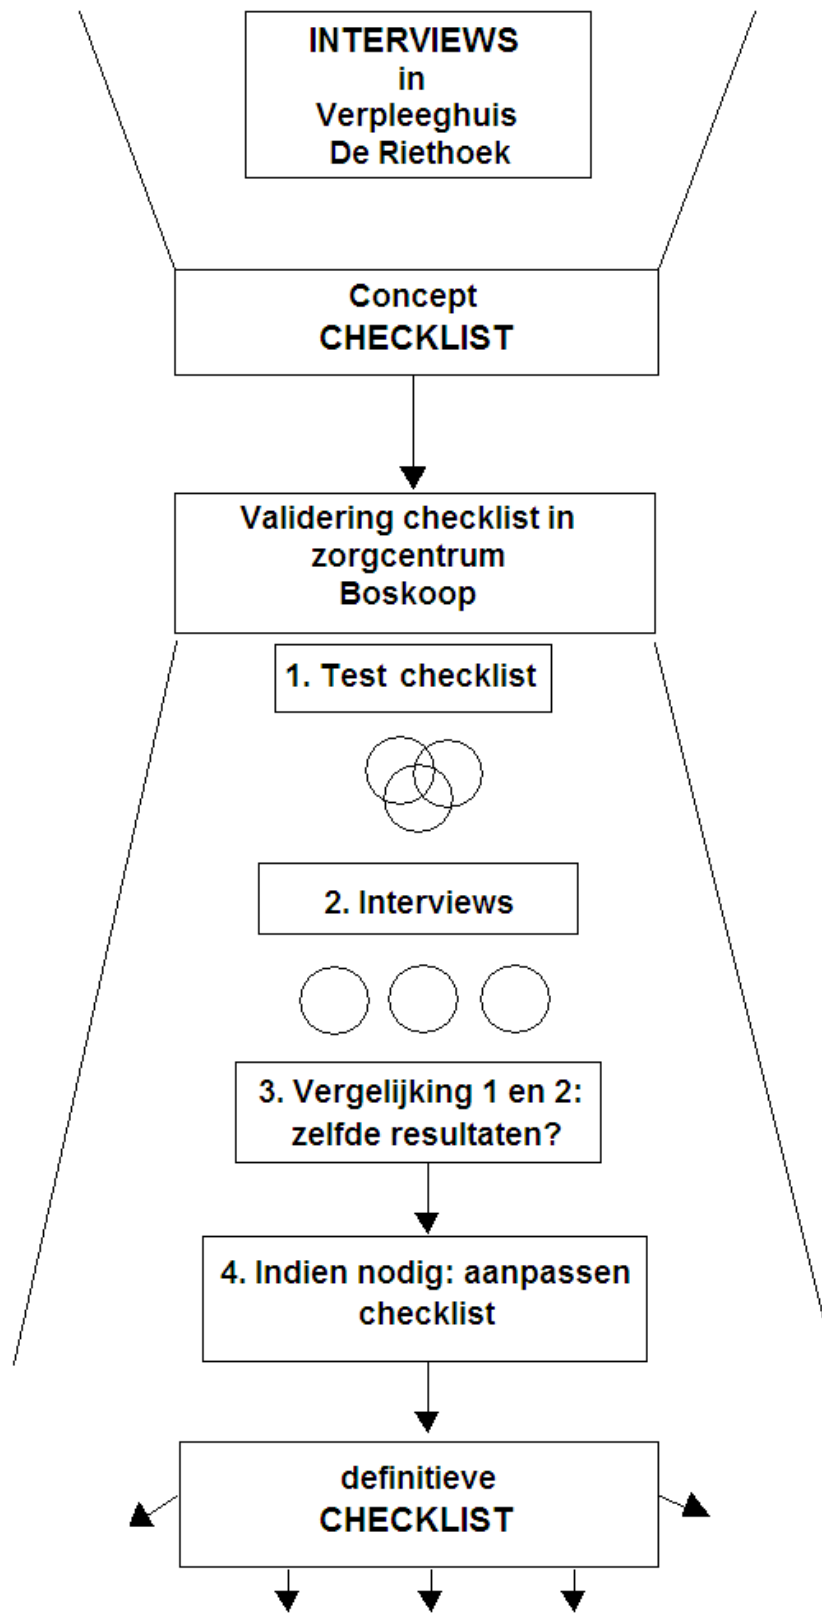 INTERVIEWS
in
Verpleeghuis
De Riethoek
Concept
CHECKLIST
Validering checklist in
zorgcentrum
Boskoop
1. Test checklist
2. Interviews
3. Vergelijking 1 en 2:
zelfde resultaten?
4. Indien nodig: aanpassen
checklist
definitieve
CHECKLIST